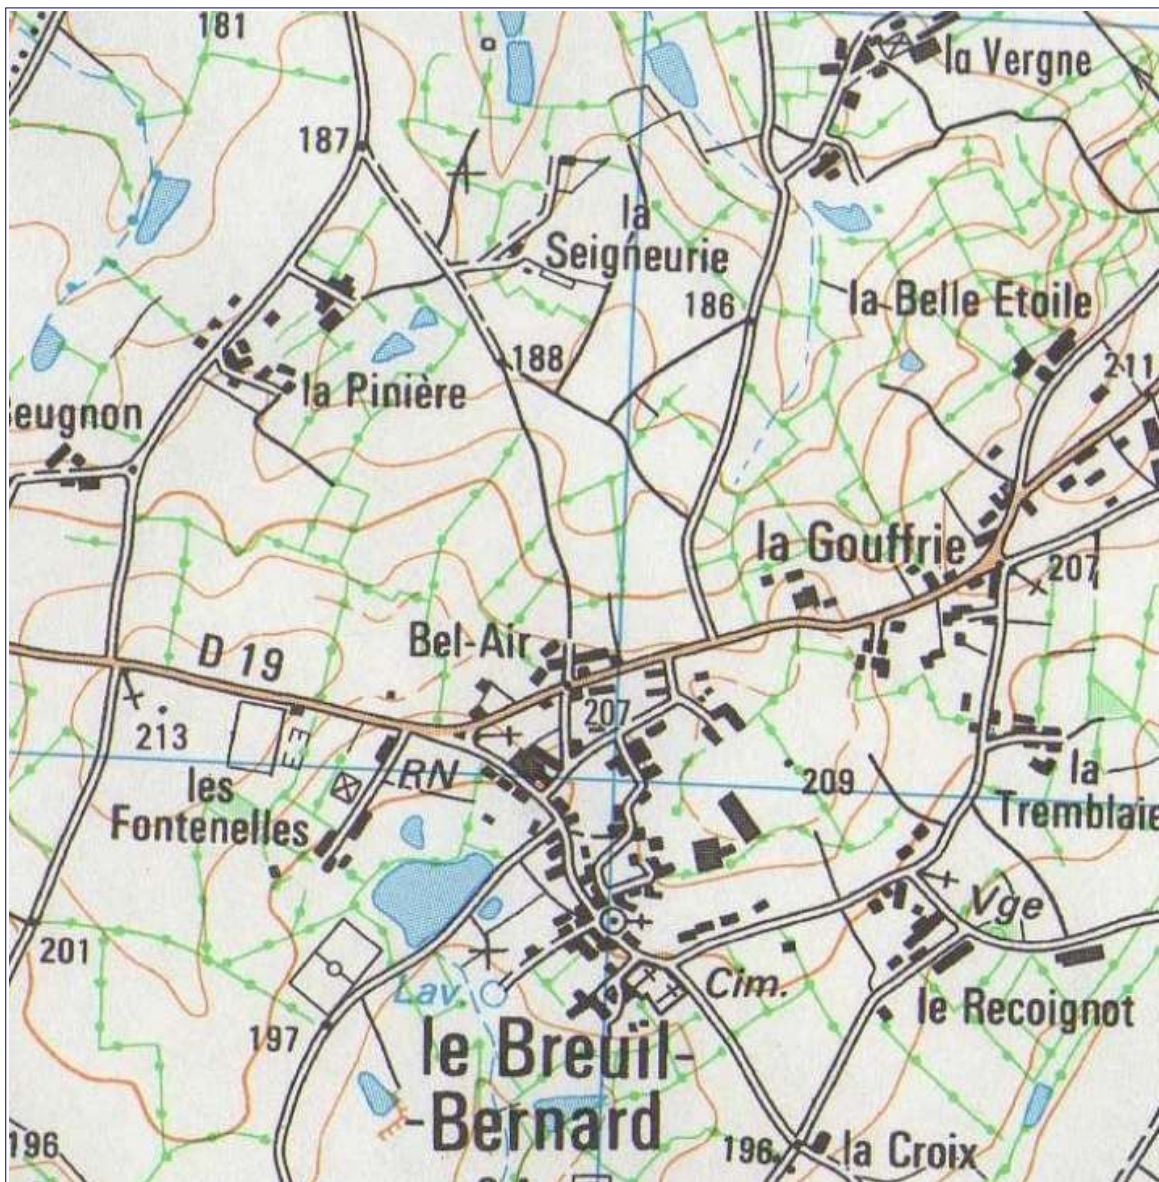 181
la Vergne
187
la
Seigneurie
186
la Belle Etoile
188
211
la Pinière
eugnon
la Gouffrie
207
Bel-Air
D 19
207
213
RN
209
la
Tremblaie
les
Fontenelles
Vge
201
Lav.
Cim.
le Recoignot
197
le Breuil-
-Bernard
196
196
la Croix